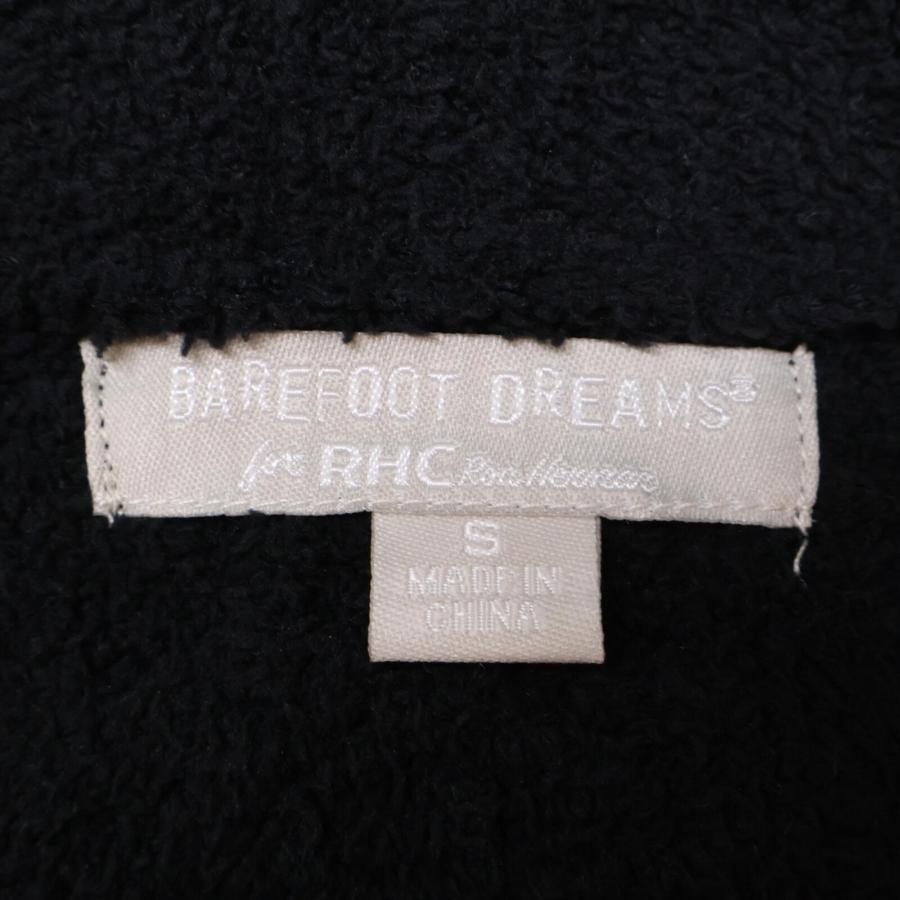 BAREFOOT DREAMS®
for RHC Ron Herman
S
MADE IN
CHINA